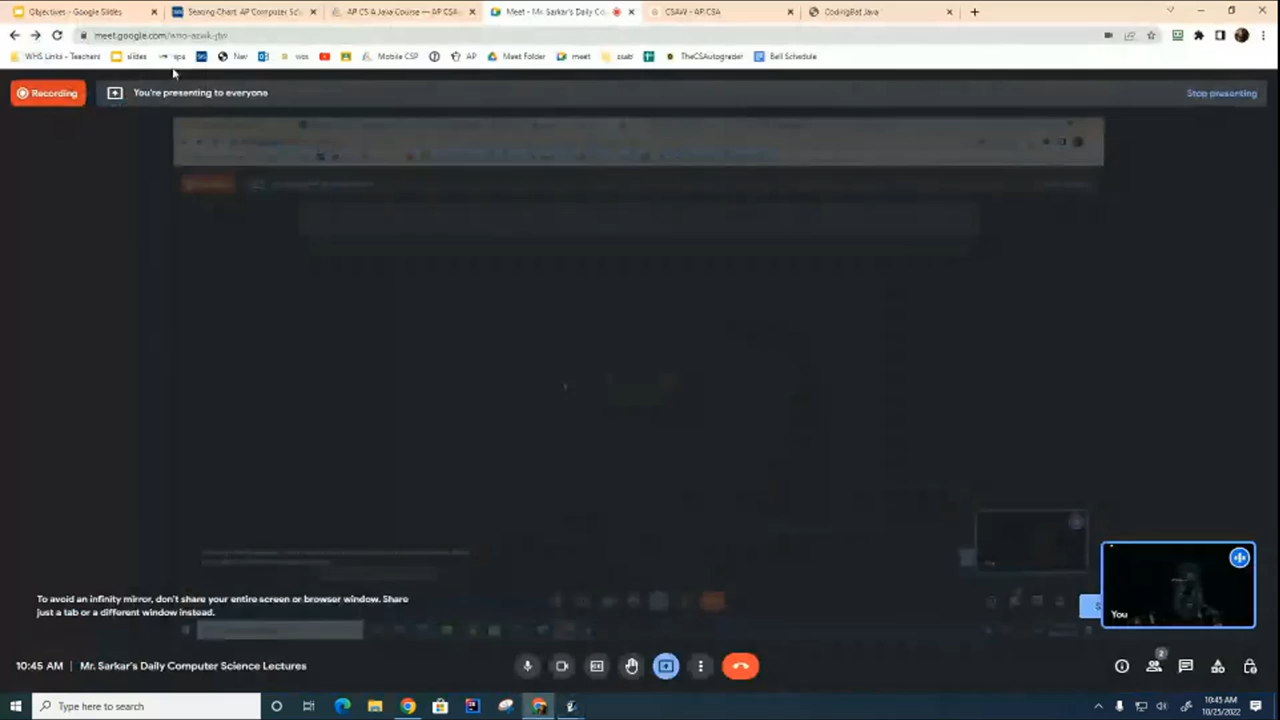 Objectives - Google Slides
Seating Chart, AP Computer Sci
AP CS A Java Course — AP CSA
Meet - Mr. Sarkar's Daily Co
CSAW - AP CSA
CodingBat Java
meet.google.com/
WHS Links - Teachers
slides
Nav
Mobile CSP
AP
Meet Folder
meet
csab
TheCSAutograder
Bell Schedule
Recording
You're presenting to everyone
Stop presenting
To avoid an infinity mirror, don't share your entire screen or browser window. Share
just a tab or a different window instead.
You
10:45 AM | Mr. Sarkar's Daily Computer Science Lectures
2
Type here to search
10:45 AM
10/25/2022